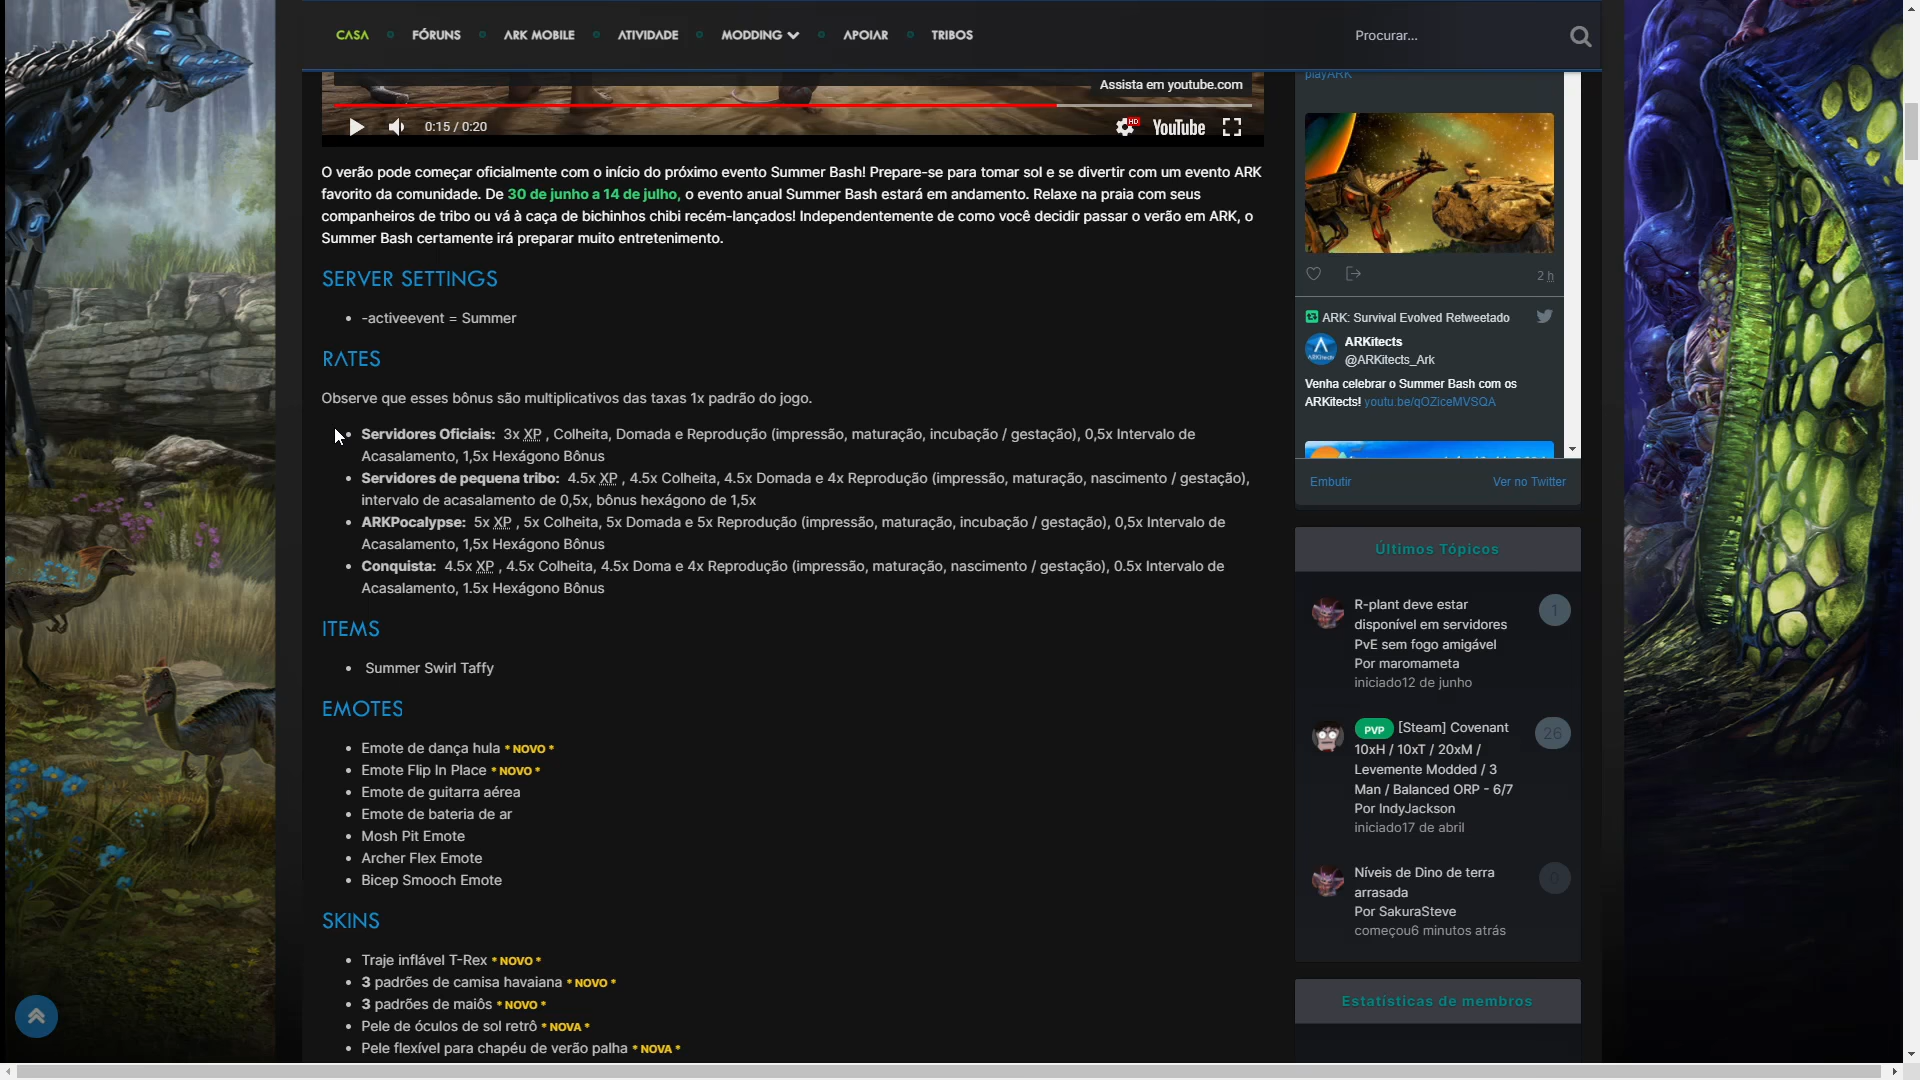 CASA
FÓRUNS
ARK MOBILE
ATIVIDADE
MODDING
APOIAR
TRIBOS
Procurar...
Assista em youtube.com
0:15 / 0:20
HD
YouTube
O verão pode começar oficialmente com o início do próximo evento Summer Bash! Prepare-se para tomar sol e se divertir com um evento ARK
favorito da comunidade. De 30 de junho a 14 de julho, o evento anual Summer Bash estará em andamento. Relaxe na praia com seus
companheiros de tribo ou vá à caça de bichinhos chibi recém-lançados! Independentemente de como você decidir passar o verão em ARK, o
Summer Bash certamente irá preparar muito entretenimento.
SERVER SETTINGS
• -activeevent = Summer
RATES
Observe que esses bônus são multiplicativos das taxas 1x padrão do jogo.
• Servidores Oficiais: 3x XP , Colheita, Domada e Reprodução (impressão, maturação, incubação / gestação), 0,5x Intervalo de
Acasalamento, 1,5x Hexágono Bônus
• Servidores de pequena tribo: 4.5x XP , 4.5x Colheita, 4.5x Domada e 4x Reprodução (impressão, maturação, nascimento / gestação),
intervalo de acasalamento de 0,5x, bônus hexágono de 1,5x
• ARKPocalypse: 5x XP , 5x Colheita, 5x Domada e 5x Reprodução (impressão, maturação, incubação / gestação), 0,5x Intervalo de
Acasalamento, 1,5x Hexágono Bônus
• Conquista: 4.5x XP , 4.5x Colheita, 4.5x Doma e 4x Reprodução (impressão, maturação, nascimento / gestação), 0.5x Intervalo de
Acasalamento, 1.5x Hexágono Bônus
ITEMS
• Summer Swirl Taffy
EMOTES
• Emote de dança hula * NOVO *
• Emote Flip In Place * NOVO *
• Emote de guitarra aérea
• Emote de bateria de ar
• Mosh Pit Emote
• Archer Flex Emote
• Bicep Smooch Emote
SKINS
• Traje inflável T-Rex * NOVO *
• 3 padrões de camisa havaiana * NOVO *
• 3 padrões de maiôs * NOVO *
• Pele de óculos de sol retrô * NOVA *
• Pele flexível para chapéu de verão palha * NOVA *
playARK
2 h
ARK: Survival Evolved Retweetado
ARKitects
@ARKitects_Ark
Venha celebrar o Summer Bash com os
ARKitects! youtu.be/qOZiceMVSQA
Embutir
Ver no Twitter
Últimos Tópicos
R-plant deve estar
disponível em servidores
PvE sem fogo amigável
Por maromameta
iniciado12 de junho
1
PVP [Steam] Covenant
10xH / 10xT / 20xM /
Levemente Modded / 3
Man / Balanced ORP - 6/7
Por IndyJackson
iniciado17 de abril
26
Níveis de Dino de terra
arrasada
Por SakuraSteve
começou6 minutos atrás
0
Estatísticas de membros